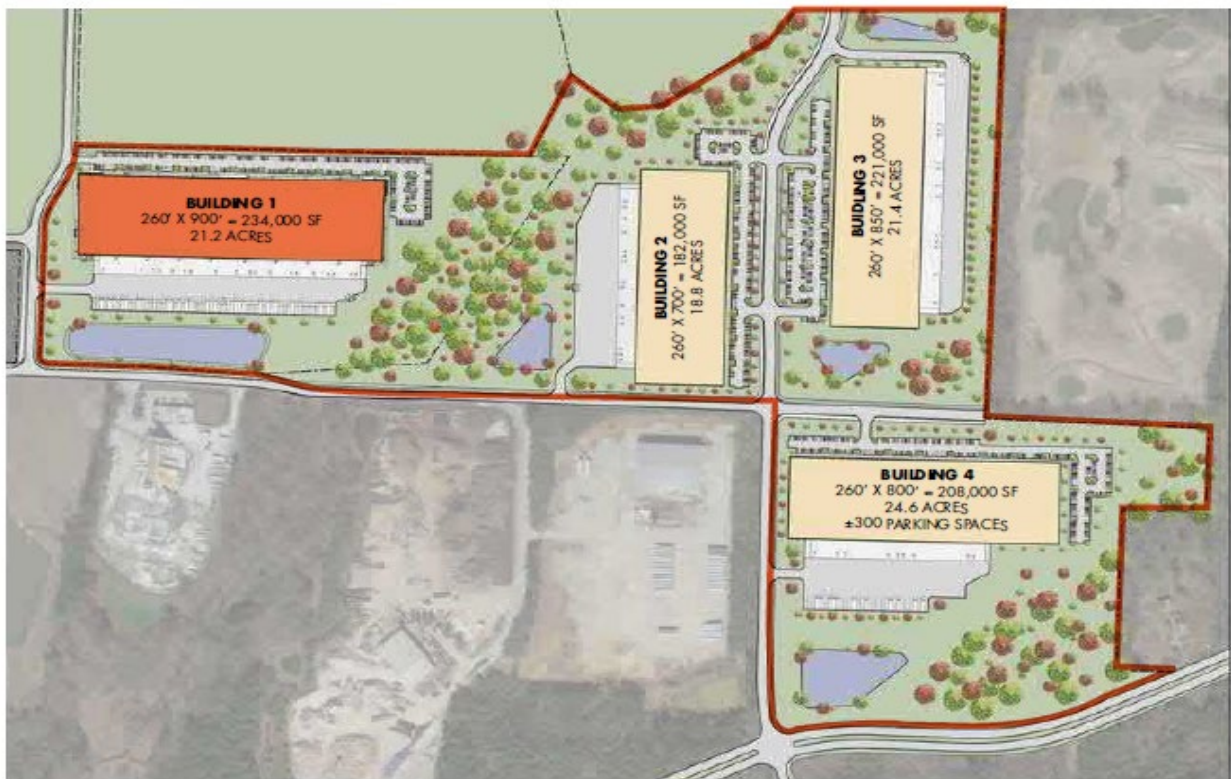 BUILDING 1
260' X 900' = 234,000 SF
21.2 ACRES
BUILDING 2
260' X 700' = 182,000 SF
18.8 ACRES
BUIDLING 3
260' X 850' = 221,000 SF
21.4 ACRES
BUILDING 4
260' X 800' = 208,000 SF
24.6 ACRES
±300 PARKING SPACES